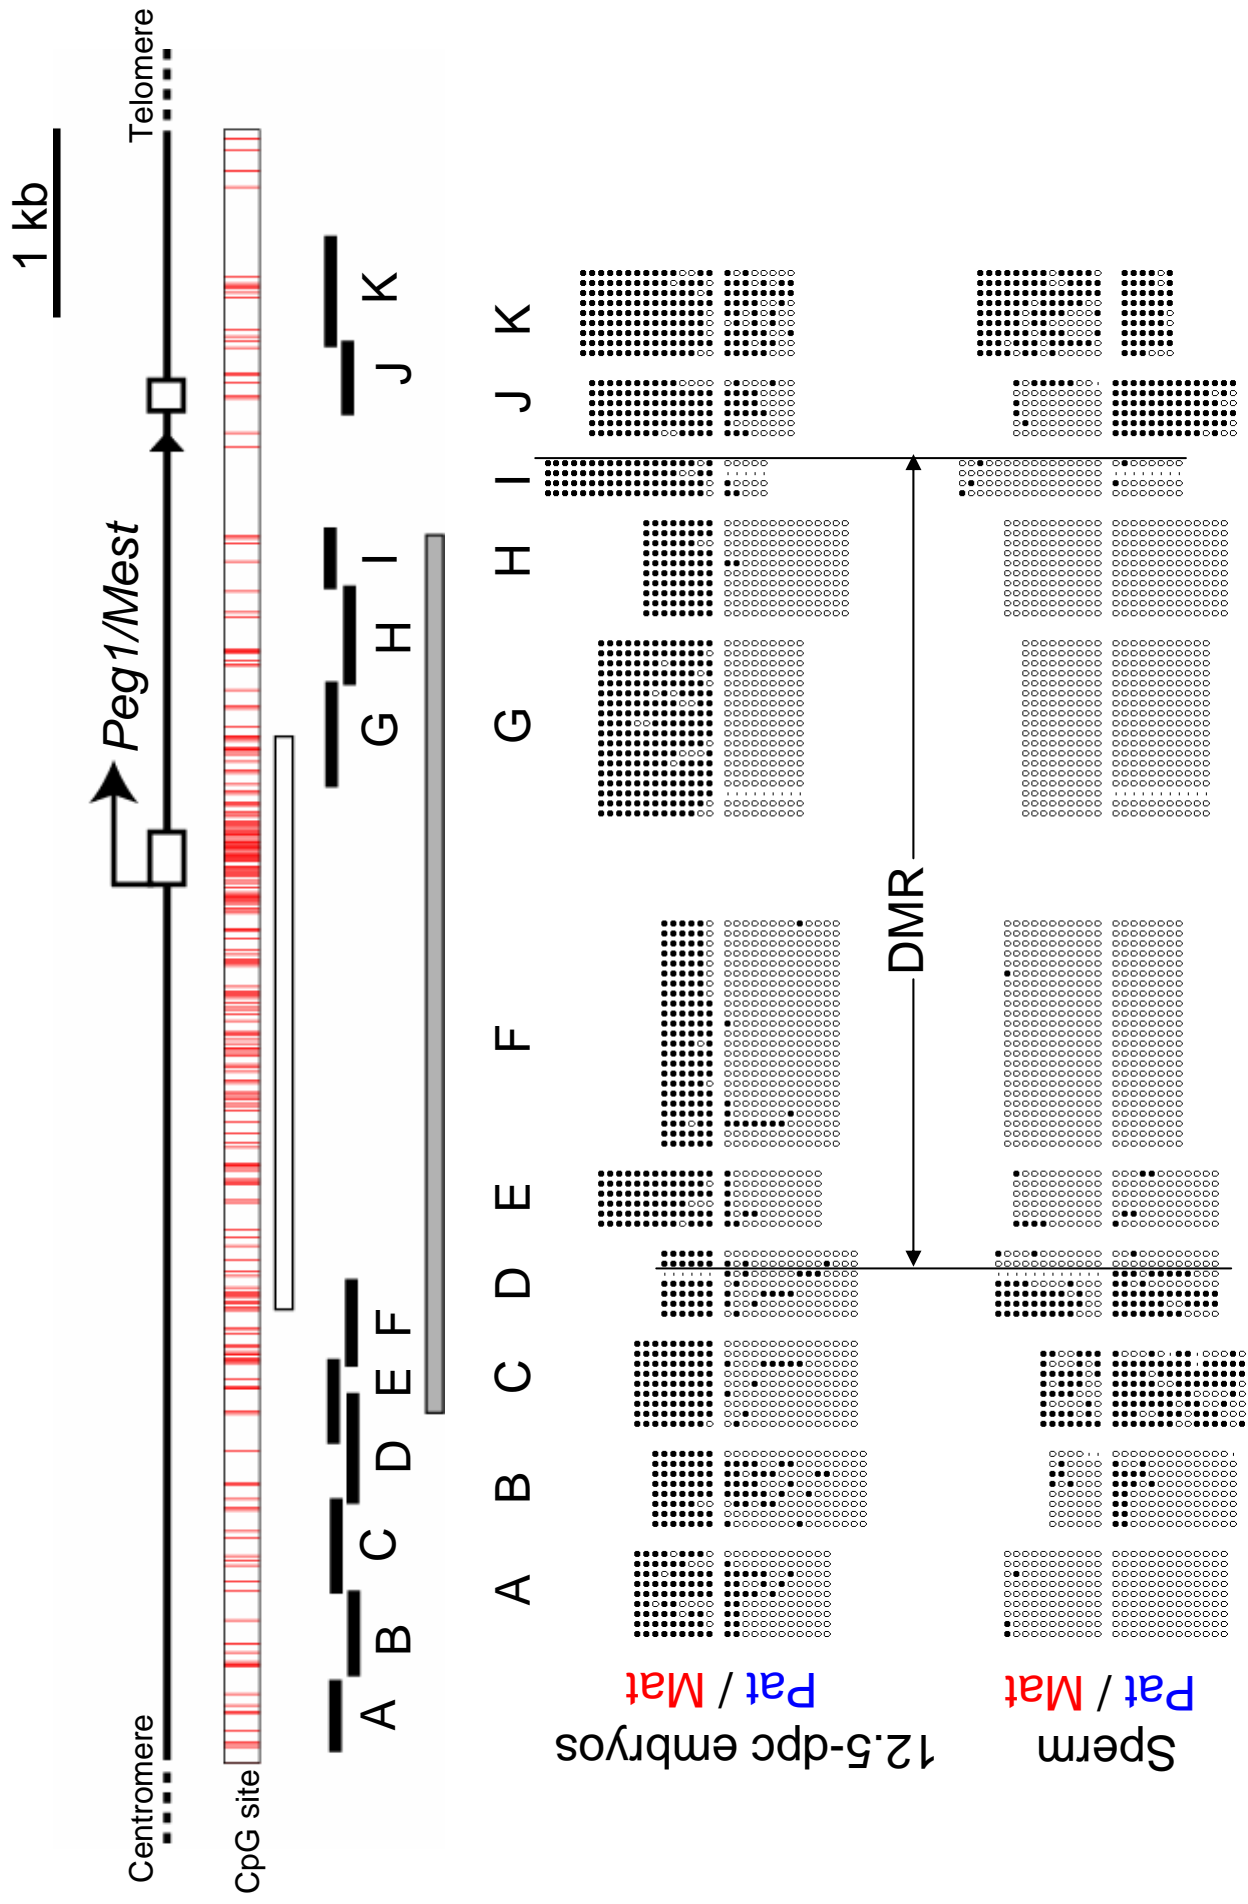 1 kb
Centromere
Telomere
Peg1/Mest
CpG site
A B C D E F G H I J K
A B C D E F G H I J K
Mat / Pat
12.5-dpc embryos
DMR
Mat / Pat
Sperm